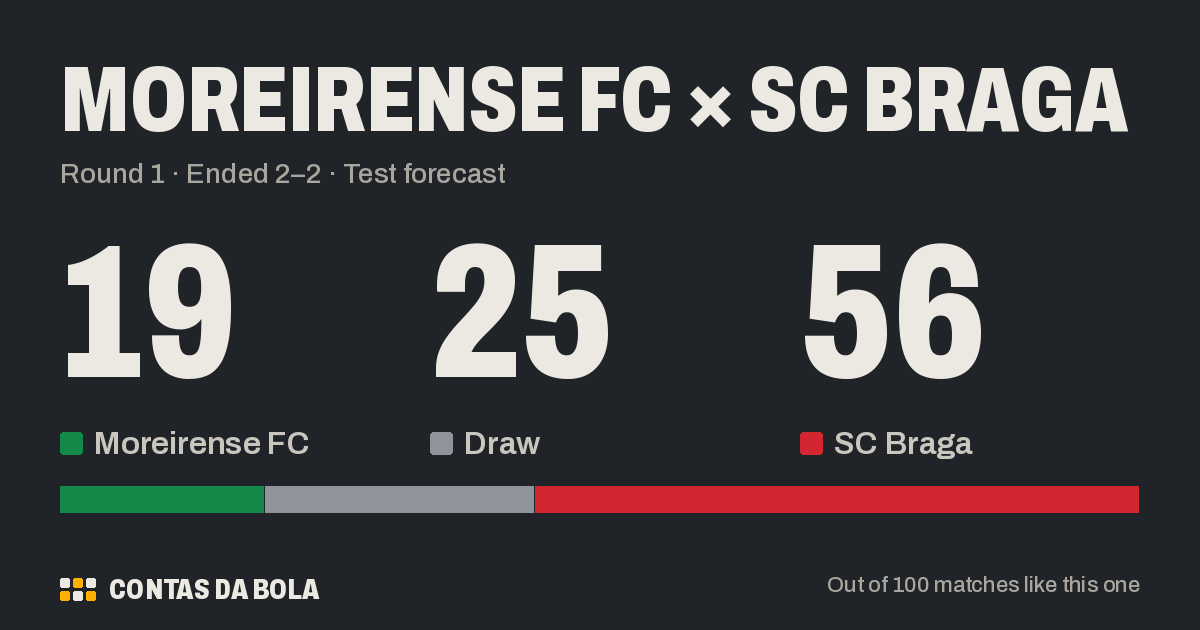 MOREIRENSE FC × SC BRAGA
Round 1 · Ended 2–2 · Test forecast
19 25 56
Moreirense FC Draw SC Braga
CONTAS DA BOLA
Out of 100 matches like this one